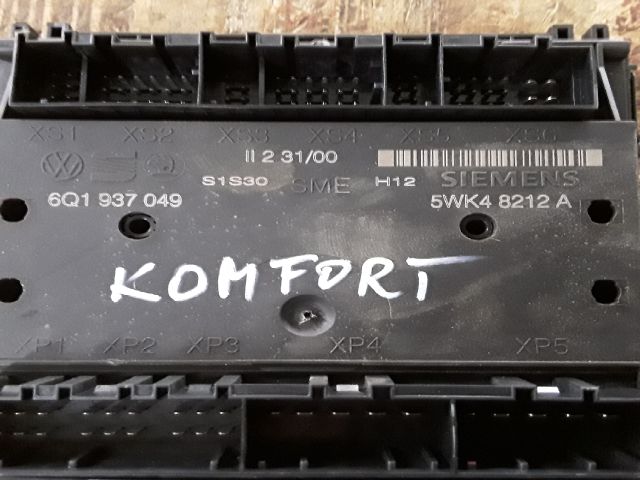 XS1 XS2 XS3 XS4 XS5 XS6
II 2 31/00
S1S30 SME H12 SIEMENS
6Q1 937 049 5WK4 8212 A
KOMFORT
XP1 XP2 XP3 XP4 XP5